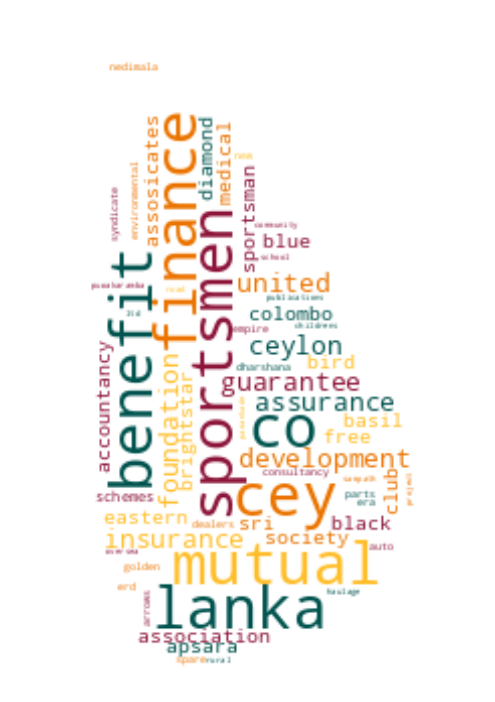 nedimala
finance
assosicates
diamond
medical
new
environmental
sportsman
syndicate
sportsmen
community
blue
school
benefit
united
publications
ltd
colombo
childrens
empire
ceylon
accountancy
foundation
brightstar
dharshana
bird
guarantee
assurance
co
basil
free
development
consultancy
sampath
club
project
cey
schemes
parts
era
eastern
dealers
sri
black
insurance
society
auto
mutual
golden
erd
haulage
arrows
lanka
association
apsara
spare
rural